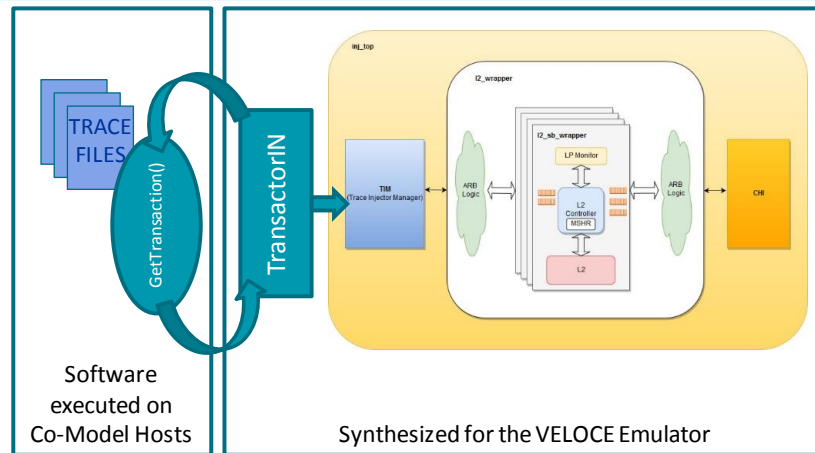 TRACE
FILES
GetTransaction()
TransactorIN
inj_top
l2_wrapper
l2_sb_wrapper
TIM
(Trace Injector Manager)
ARB
Logic
LP Monitor
L2
Controller
MSHR
L2
ARB
Logic
CHI
Software
executed on
Co-Model Hosts
Synthesized for the VELOCE Emulator